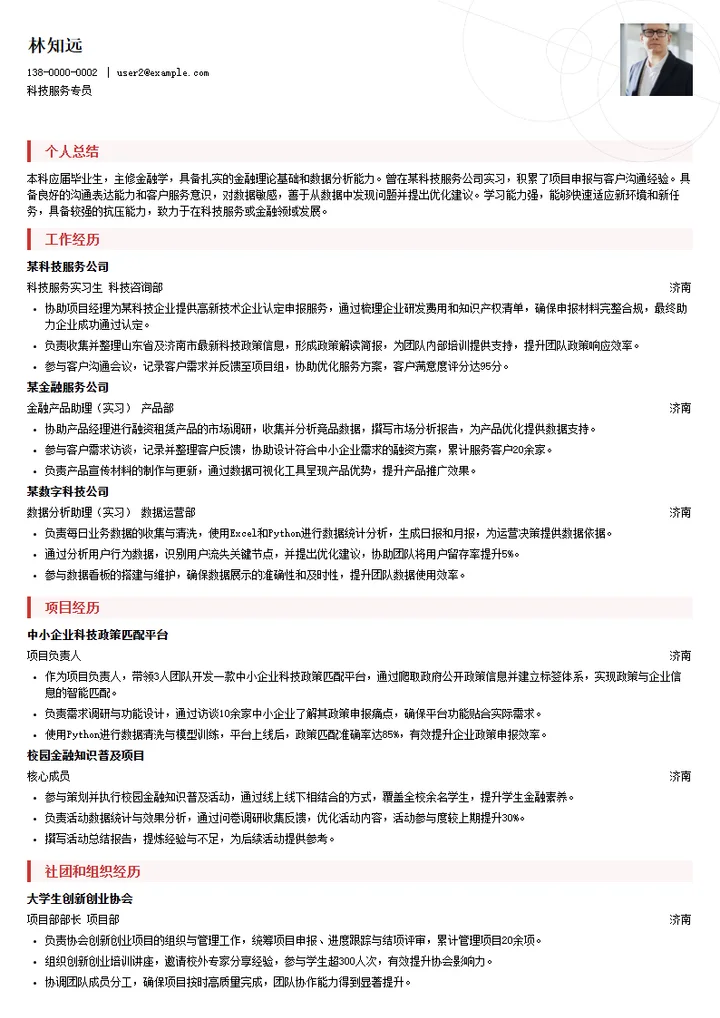 林知远
138-0000-0002 | user2@example.com
科技服务专员
个人总结
本科应届毕业生，主修金融学，具备扎实的金融理论基础和数据分析能力。曾在某科技服务公司实习，积累了项目申报与客户沟通经验。具
备良好的沟通表达能力和客户服务意识，对数据敏感，善于从数据中发现问题并提出优化建议。学习能力强，能够快速适应新环境和新任
务，具备较强的抗压能力，致力于在科技服务或金融领域发展。
工作经历
某科技服务公司
科技服务实习生 科技咨询部 济南
• 协助项目经理为某科技企业提供高新技术企业认定申报服务，通过梳理企业研发费用和知识产权清单，确保申报材料完整合规，最终助
力企业成功通过认定。
• 负责收集并整理山东省及济南市最新科技政策信息，形成政策解读简报，为团队内部培训提供支持，提升团队政策响应效率。
• 参与客户沟通会议，记录客户需求并反馈至项目组，协助优化服务方案，客户满意度评分达95分。
某金融服务公司
金融产品助理（实习） 产品部 济南
• 协助产品经理进行融资租赁产品的市场调研，收集并分析竞品数据，撰写市场分析报告，为产品优化提供数据支持。
• 参与客户需求访谈，记录并整理客户反馈，协助设计符合中小企业需求的融资方案，累计服务客户20余家。
• 负责产品宣传材料的制作与更新，通过数据可视化工具呈现产品优势，提升产品推广效果。
某数字科技公司
数据分析助理（实习） 数据运营部 济南
• 负责每日业务数据的收集与清洗，使用Excel和Python进行数据统计分析，生成日报和月报，为运营决策提供数据依据。
• 通过分析用户行为数据，识别用户流失关键节点，并提出优化建议，协助团队将用户留存率提升5%。
• 参与数据看板的搭建与维护，确保数据展示的准确性和及时性，提升团队数据使用效率。
项目经历
中小企业科技政策匹配平台
项目负责人 济南
• 作为项目负责人，带领3人团队开发一款中小企业科技政策匹配平台，通过爬取政府公开政策信息并建立标签体系，实现政策与企业信
息的智能匹配。
• 负责需求调研与功能设计，通过访谈10余家中小企业了解其政策申报痛点，确保平台功能贴合实际需求。
• 使用Python进行数据清洗与模型训练，平台上线后，政策匹配准确率达85%，有效提升企业政策申报效率。
校园金融知识普及项目
核心成员 济南
• 参与策划并执行校园金融知识普及活动，通过线上线下相结合的方式，覆盖全校余名学生，提升学生金融素养。
• 负责活动数据统计与效果分析，通过问卷调研收集反馈，优化活动内容，活动参与度较上期提升30%。
• 撰写活动总结报告，提炼经验与不足，为后续活动提供参考。
社团和组织经历
大学生创新创业协会
项目部部长 项目部 济南
• 负责协会创新创业项目的组织与管理工作，统筹项目申报、进度跟踪与结项评审，累计管理项目20余项。
• 组织创新创业培训讲座，邀请校外专家分享经验，参与学生超300人次，有效提升协会影响力。
• 协调团队成员分工，确保项目按时高质量完成，团队协作能力得到显著提升。